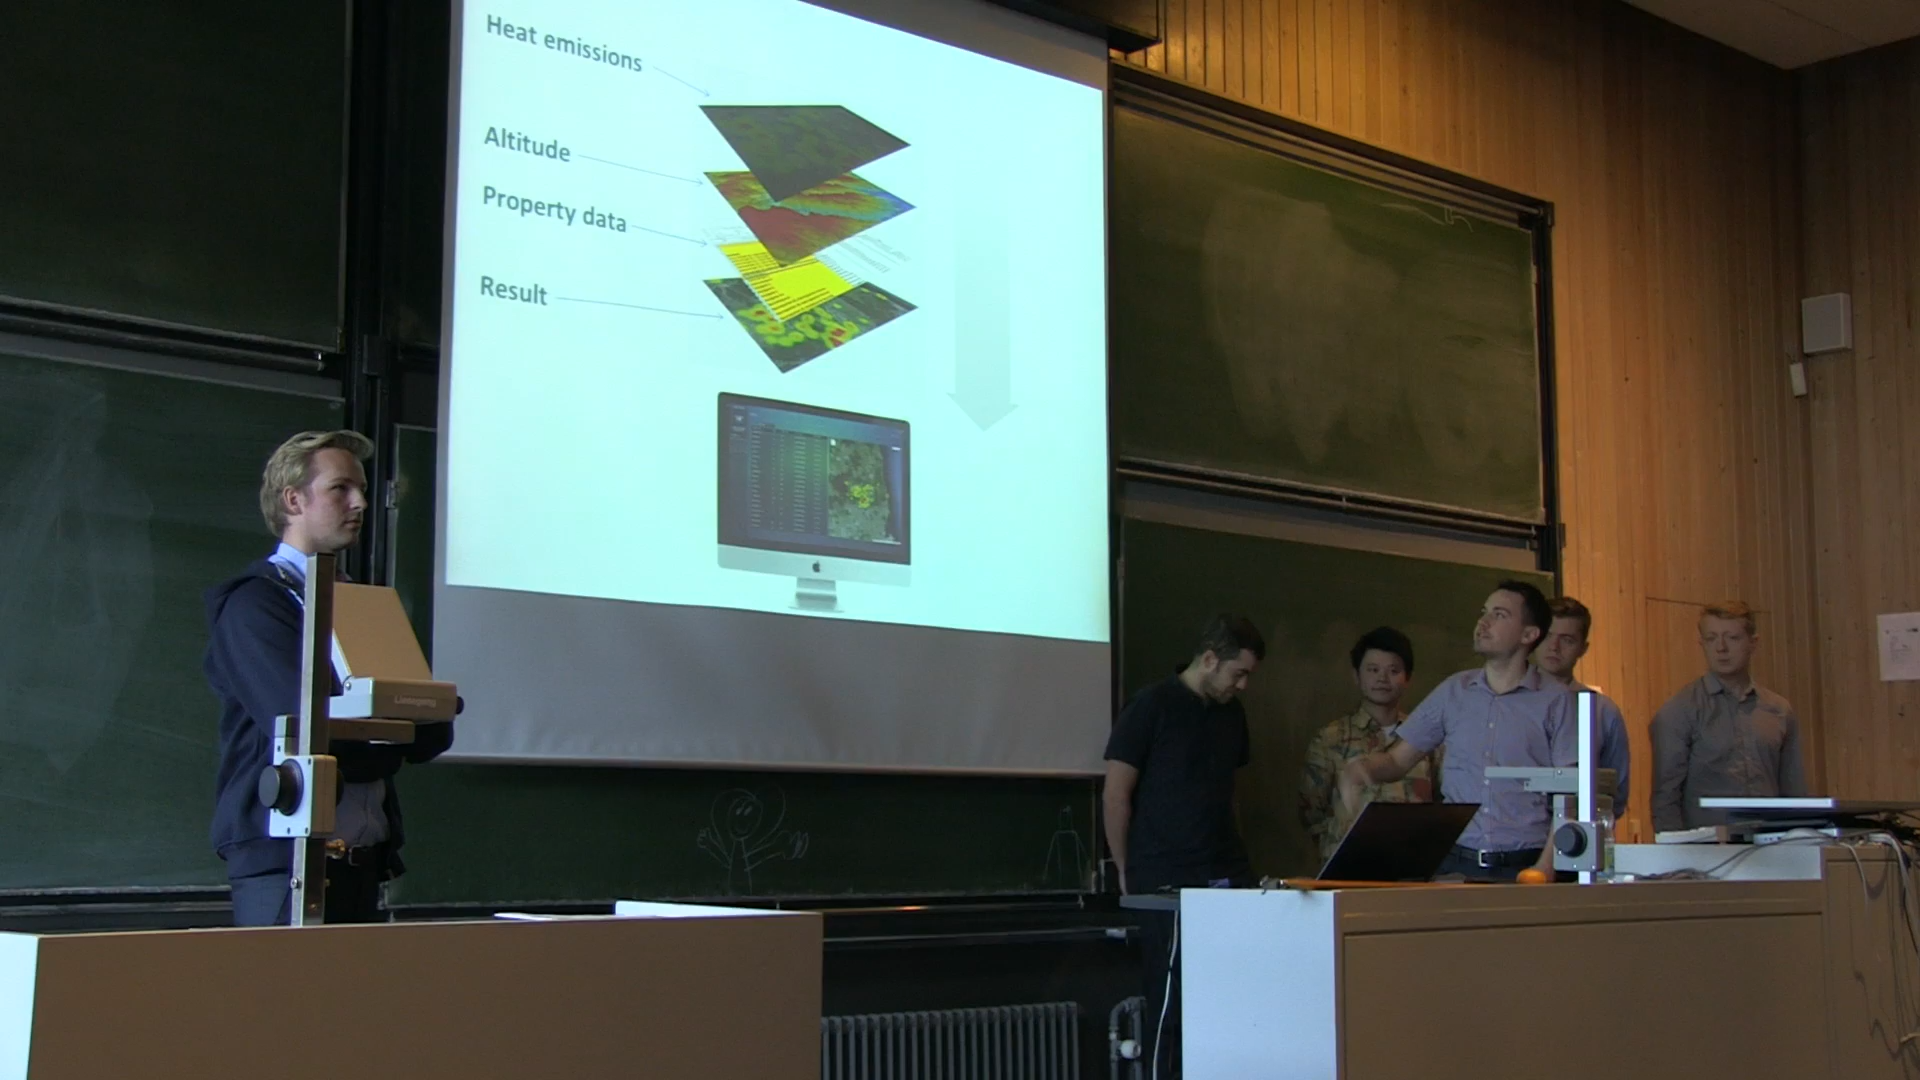 Heat emissions
Altitude
Property data
Result